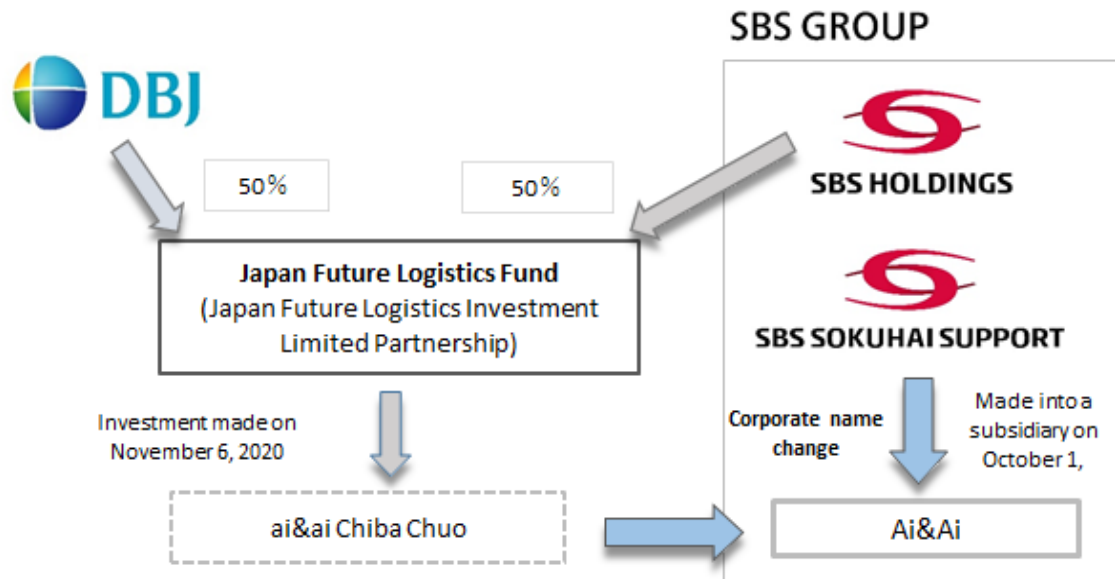 SBS GROUP
DBJ
50%
50%
SBS HOLDINGS
Japan Future Logistics Fund
(Japan Future Logistics Investment
Limited Partnership)
SBS SOKUHAI SUPPORT
Investment made on
November 6, 2020
Corporate name
change
Made into a
subsidiary on
October 1,
ai&ai Chiba Chuo
Ai&Ai